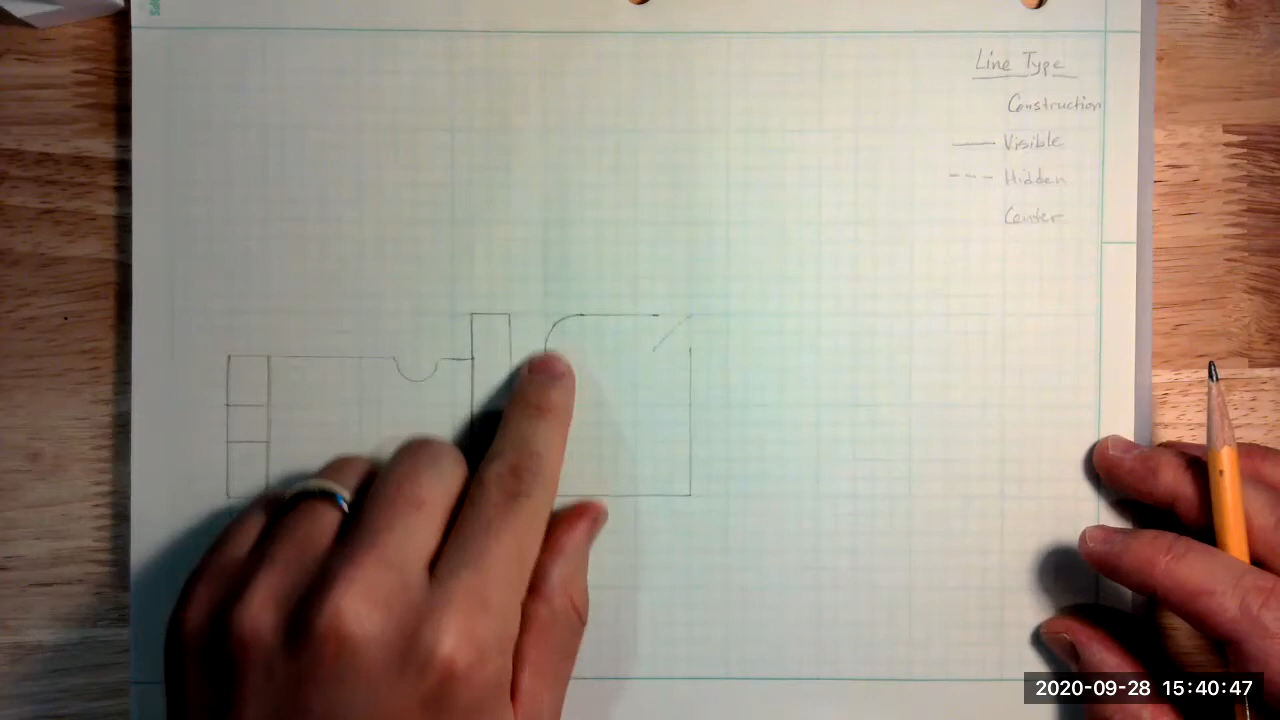 Line Type
Construction
Visible
Hidden
Center
2020-09-28 15:40:47